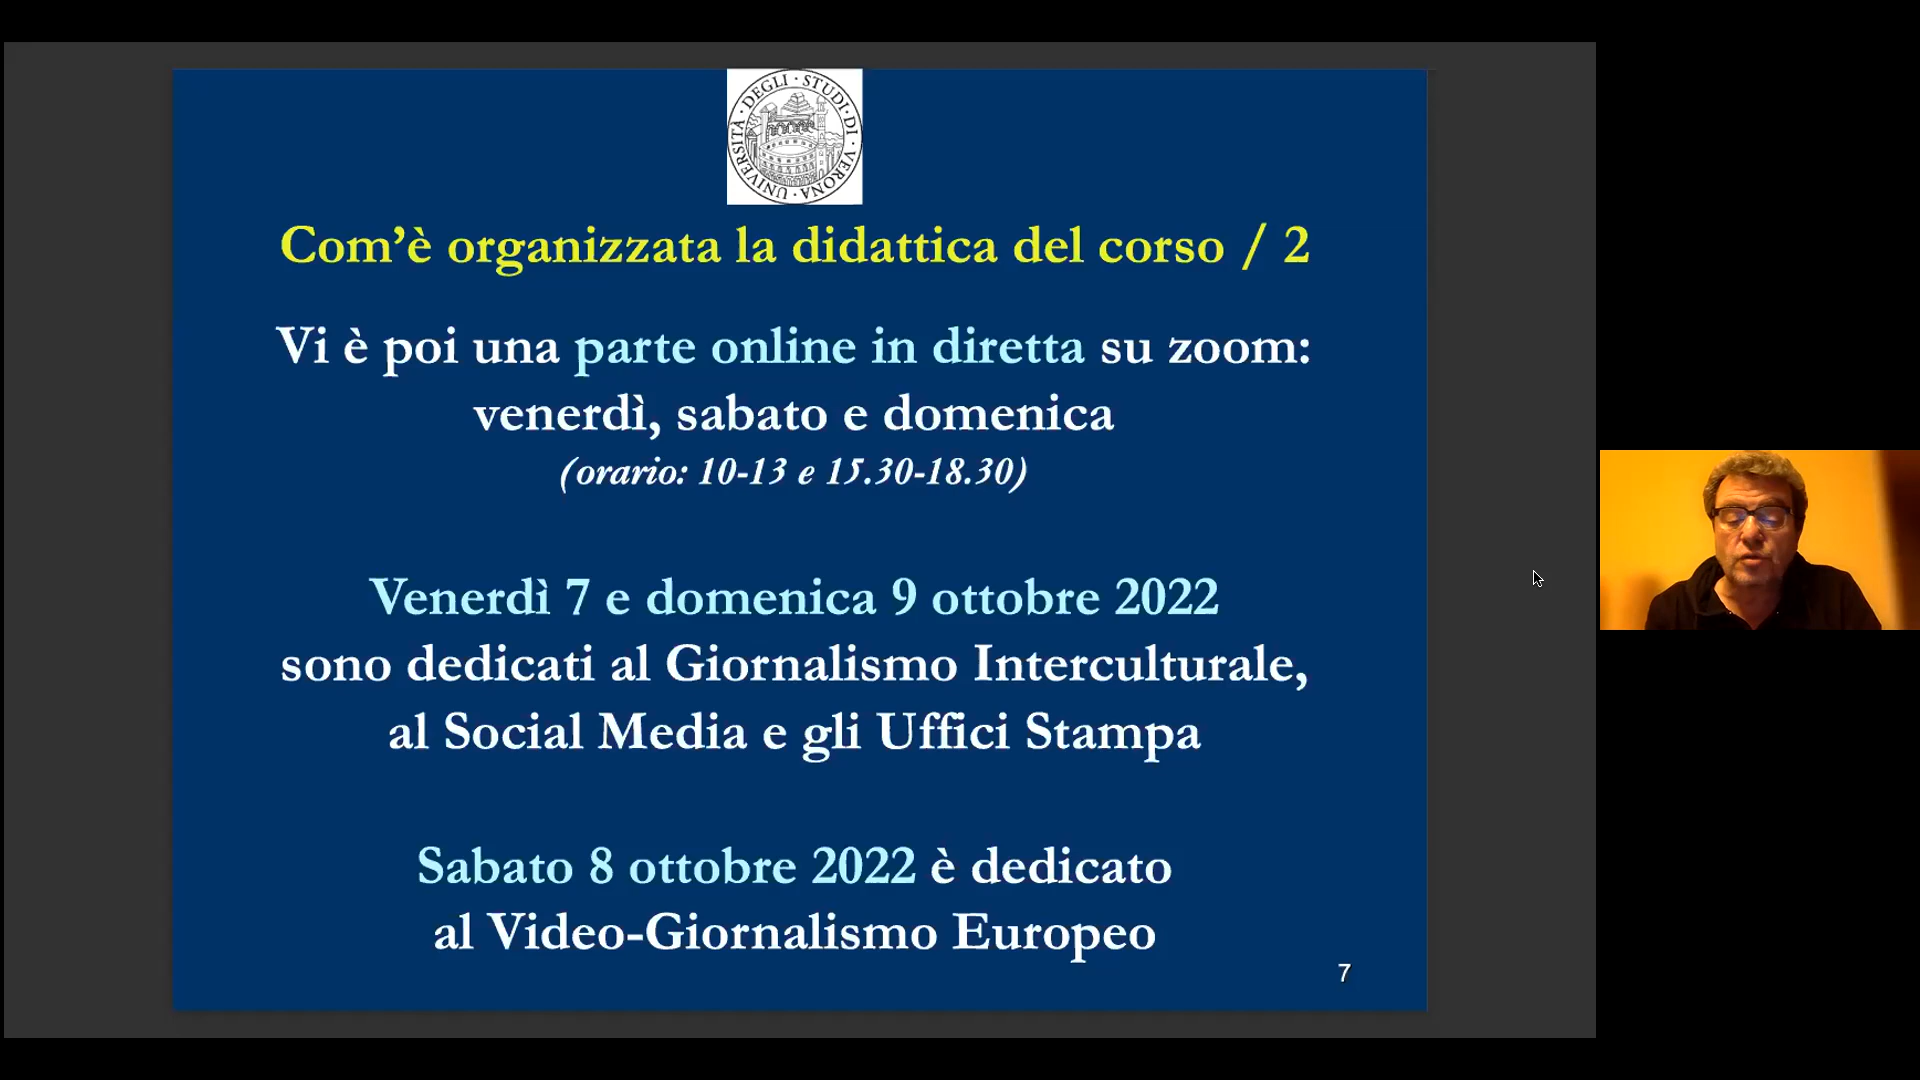 UNIVERSITÀ · DEGLI · STUDI · DI · VERONA
Com’è organizzata la didattica del corso / 2
Vi è poi una parte online in diretta su zoom:
venerdì, sabato e domenica
(orario: 10-13 e 15.30-18.30)
Venerdì 7 e domenica 9 ottobre 2022
sono dedicati al Giornalismo Interculturale,
al Social Media e gli Uffici Stampa
Sabato 8 ottobre 2022 è dedicato
al Video-Giornalismo Europeo
7